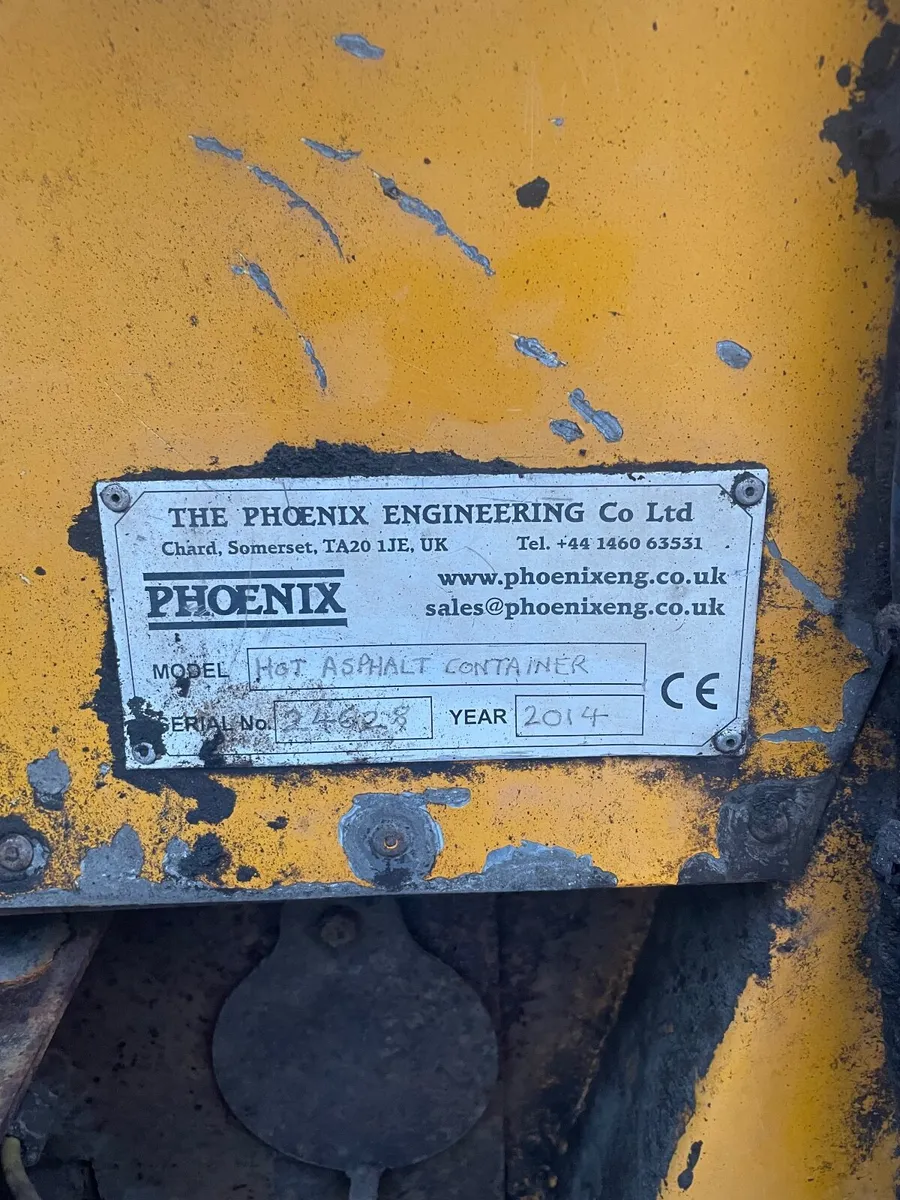 THE PHOENIX ENGINEERING Co Ltd
Chard, Somerset, TA20 1JE, UK Tel. +44 1460 63531
www.phoenixeng.co.uk
PHOENIX sales@phoenixeng.co.uk
MODEL HOT ASPHALT CONTAINER
SERIAL No. 24628 YEAR 2014
CE